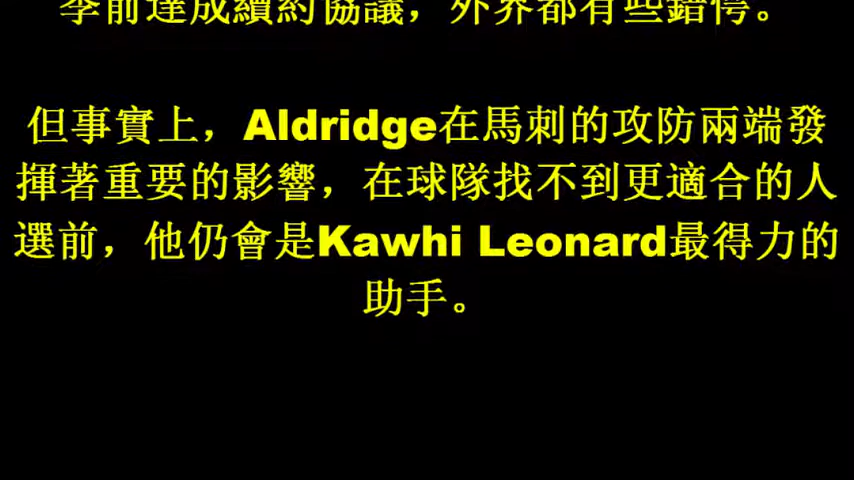 季前達成續約協議，外界都有些錯愕。
但事實上，Aldridge在馬刺的攻防兩端發
揮著重要的影響，在球隊找不到更適合的人
選前，他仍會是Kawhi Leonard最得力的
助手。